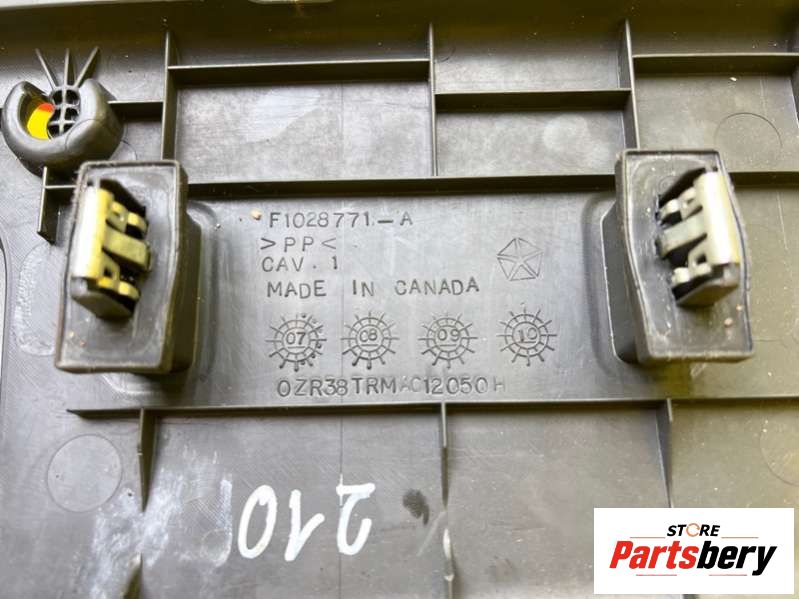 F1028771-A
>PP<
CAV.1
MADE IN CANADA
07 08 09 10
0ZR38TRMAC12050H
210
STORE
Partsbery